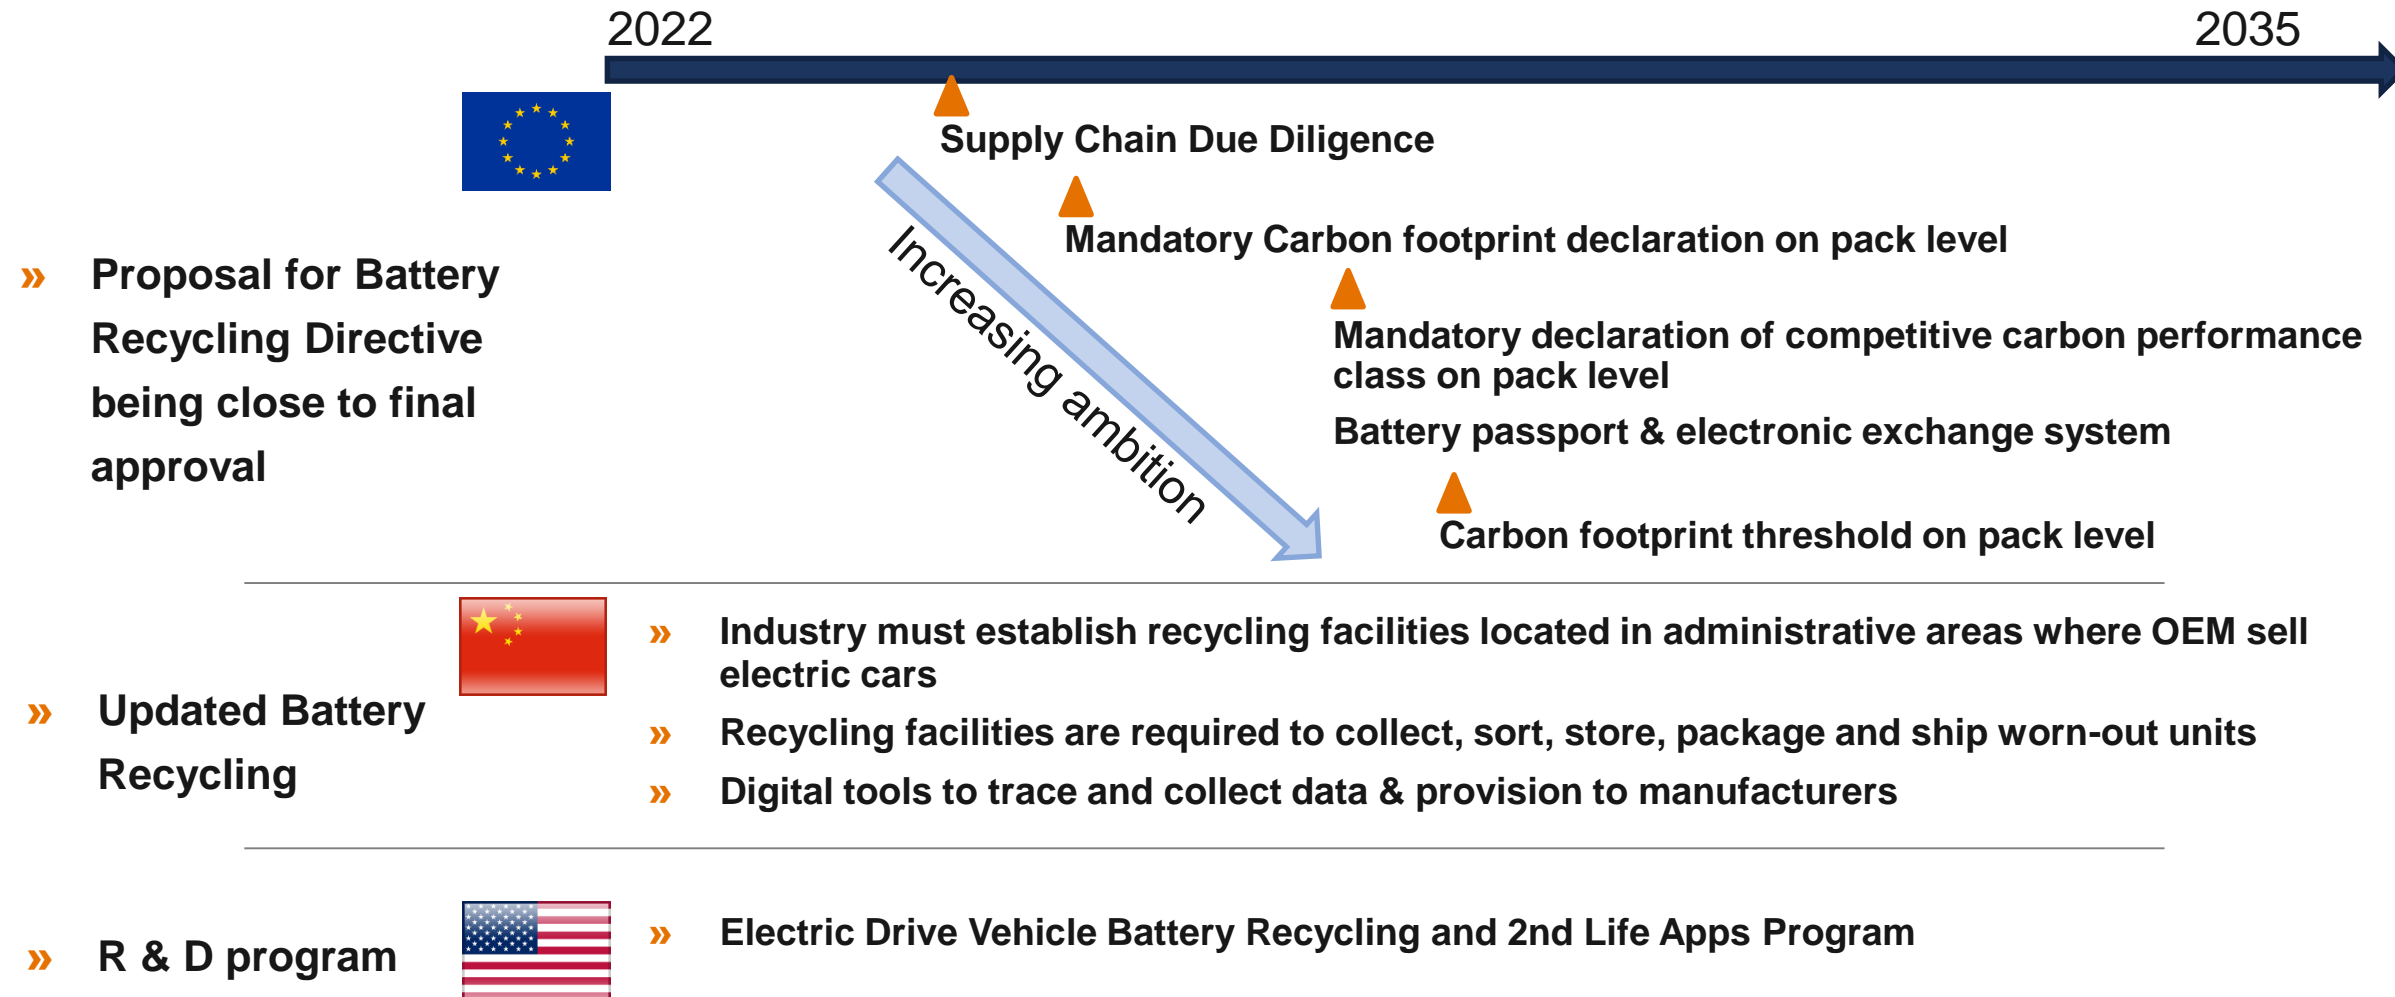 2022
2035
Supply Chain Due Diligence
Mandatory Carbon footprint declaration on pack level
Mandatory declaration of competitive carbon performance
class on pack level
Battery passport & electronic exchange system
Carbon footprint threshold on pack level
Increasing ambition
» Proposal for Battery
Recycling Directive
being close to final
approval
» Updated Battery
Recycling
» Industry must establish recycling facilities located in administrative areas where OEM sell
electric cars
» Recycling facilities are required to collect, sort, store, package and ship worn-out units
» Digital tools to trace and collect data & provision to manufacturers
» R & D program
» Electric Drive Vehicle Battery Recycling and 2nd Life Apps Program